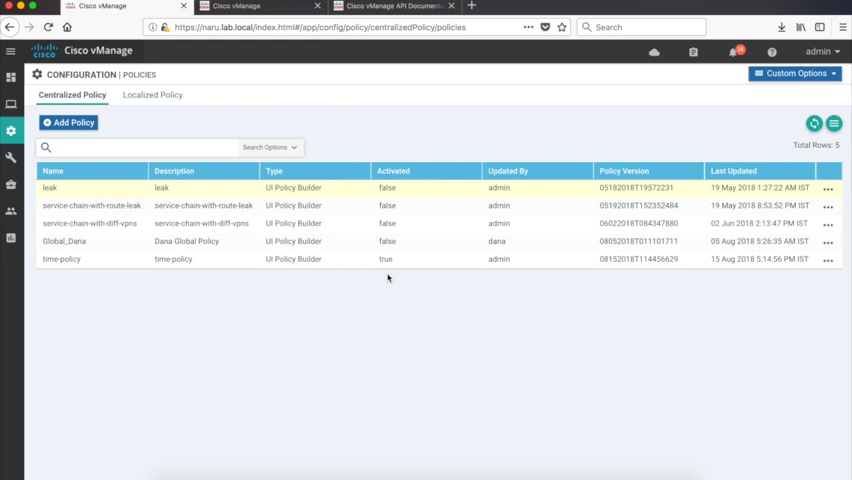 Cisco vManage
Cisco vManage
Cisco vManage API Documenta
https://naru.lab.local/index.html#/app/config/policy/centralizedPolicy/policies
Search
cisco
Cisco vManage
admin
CONFIGURATION | POLICIES
Custom Options
Centralized Policy
Localized Policy
Add Policy
Search Options
Total Rows: 5
Name Description Type Activated Updated By Policy Version Last Updated
leak leak UI Policy Builder false admin 05182018T19572231 19 May 2018 1:27:22 AM IST
service-chain-with-route-leak service-chain-with-route-leak UI Policy Builder false admin 05192018T152352484 19 May 2018 8:53:52 PM IST
service-chain-with-diff-vpns service-chain-with-diff-vpns UI Policy Builder false admin 06022018T084347880 02 Jun 2018 2:13:47 PM IST
Global_Dana Dana Global Policy UI Policy Builder false dana 08052018T011101711 05 Aug 2018 5:26:35 AM IST
time-policy time-policy UI Policy Builder true admin 08152018T114456629 15 Aug 2018 5:14:56 PM IST